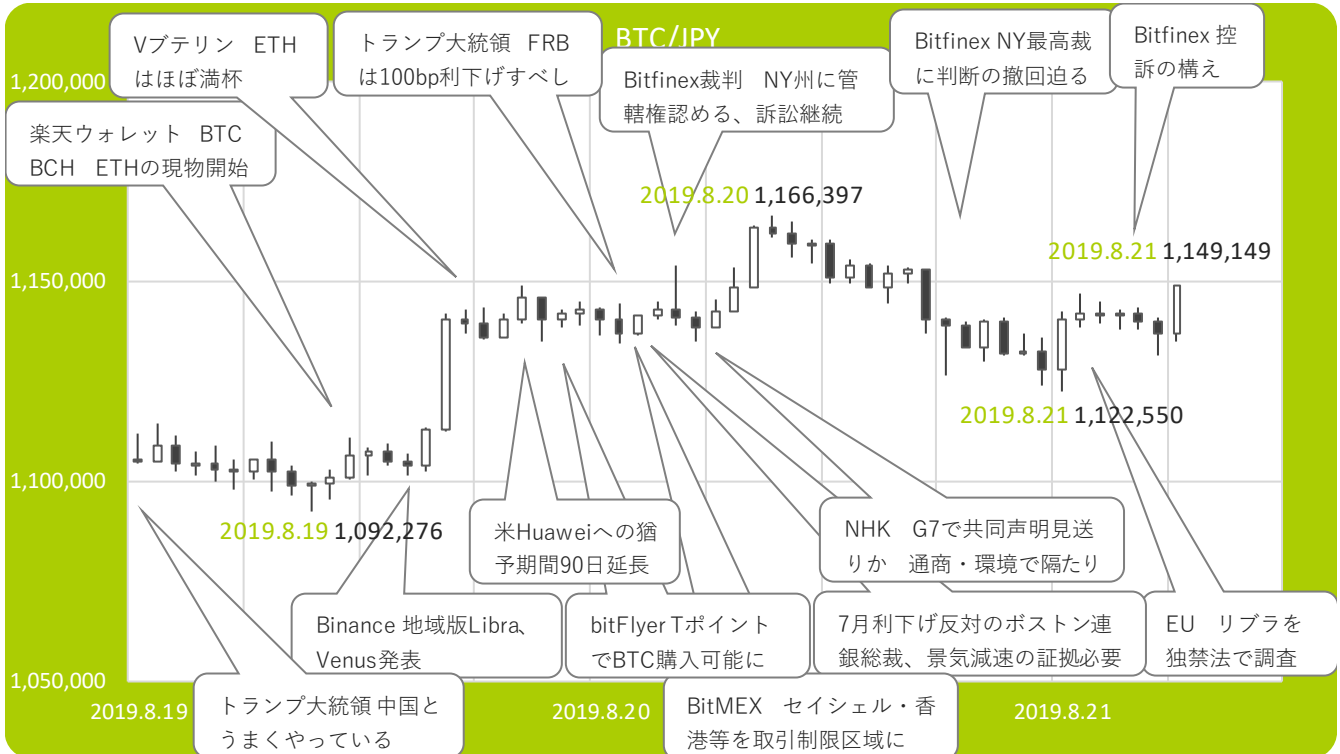 BTC/JPY
Vブテリン　ETH
はほぼ満杯
トランプ大統領　FRB
は100bp利下げすべし
Bitfinex裁判　NY州に管
轄権認める、訴訟継続
Bitfinex NY最高裁
に判断の撤回迫る
Bitfinex 控
訴の構え
楽天ウォレット　BTC
BCH　ETHの現物開始
1,200,000
1,150,000
1,100,000
1,050,000
2019.8.20 1,166,397
2019.8.21 1,149,149
2019.8.21 1,122,550
2019.8.19 1,092,276
米Huaweiへの猶
予期間90日延長
NHK　G7で共同声明見送
りか　通商・環境で隔たり
Binance 地域版Libra、
Venus発表
bitFlyer Tポイント
でBTC購入可能に
7月利下げ反対のボストン連
銀総裁、景気減速の証拠必要
EU　リブラを
独禁法で調査
トランプ大統領 中国と
うまくやっている
BitMEX　セイシェル・香
港等を取引制限区域に
2019.8.19
2019.8.20
2019.8.21